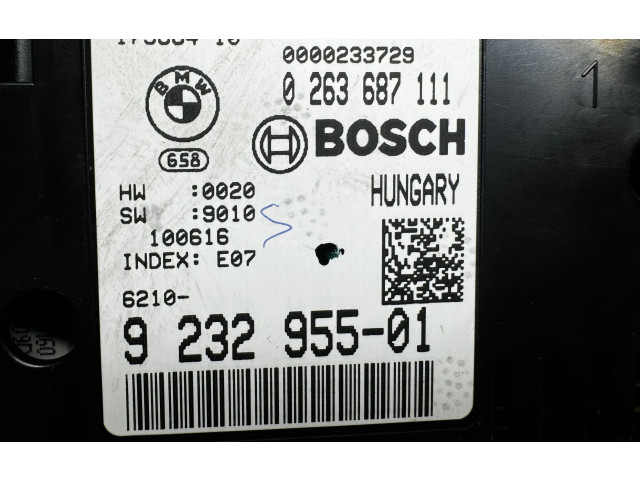 0000233729
BMW
0 263 687 111
BOSCH
658
HW :0020
HUNGARY
SW :9010
100616
INDEX: E07
6210-
9 232 955-01
1